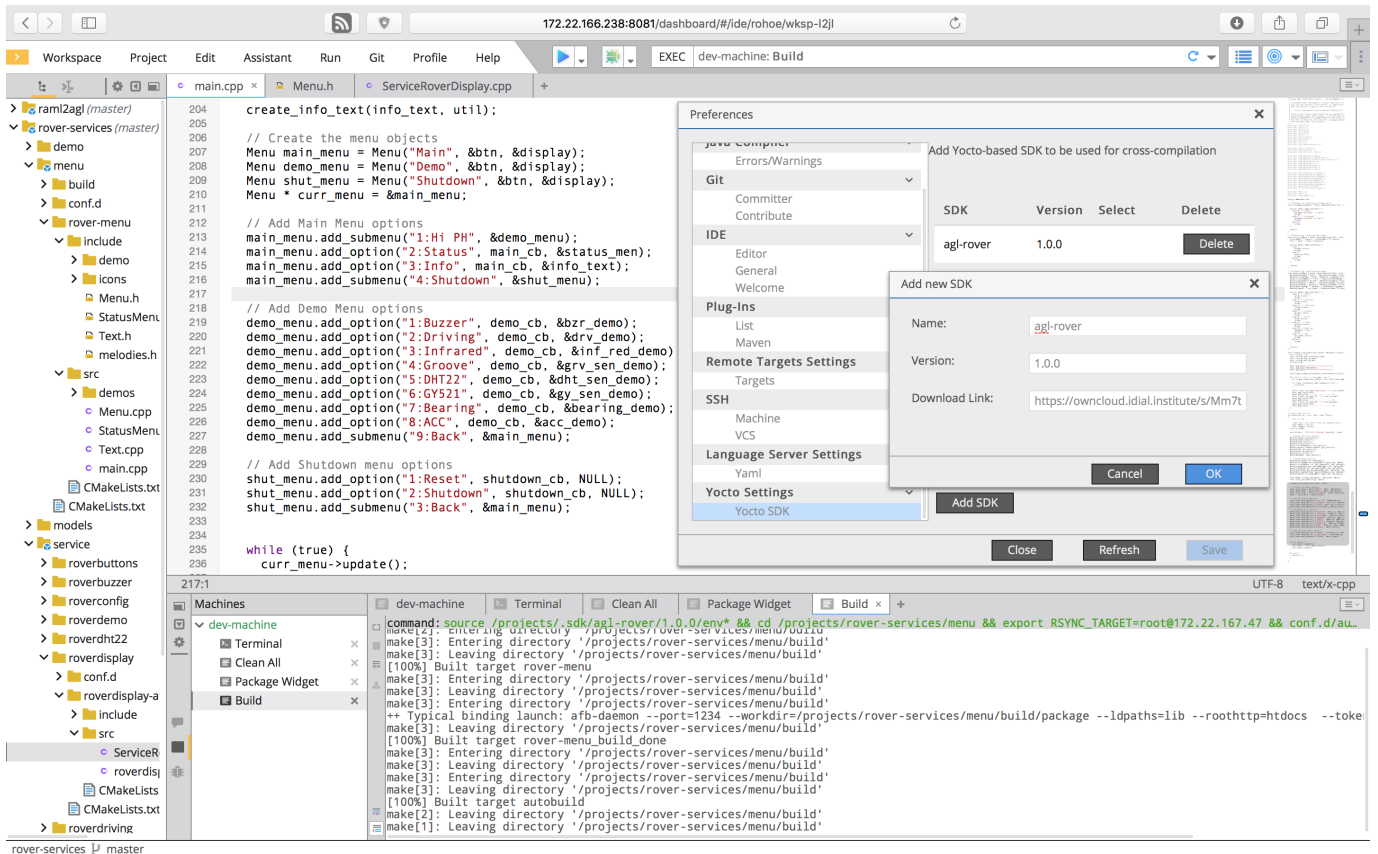 172.22.166.238:8081/dashboard/#/ide/rohoe/wksp-l2jl
Workspace Project Edit Assistant Run Git Profile Help
EXEC dev-machine: Build
main.cpp × Menu.h ServiceRoverDisplay.cpp +
raml2agl (master)
rover-services (master)
demo
menu
build
conf.d
rover-menu
include
demo
icons
Menu.h
StatusMenu
Text.h
melodies.h
src
demos
Menu.cpp
StatusMenu
Text.cpp
main.cpp
CMakeLists.txt
CMakeLists.txt
models
service
roverbuttons
roverbuzzer
roverconfig
roverdemo
roverdht22
roverdisplay
conf.d
roverdisplay-a
include
src
ServiceR
roverdisp
CMakeLists
CMakeLists.txt
roverdriving
204 create_info_text(info_text, util);
205
206 // Create the menu objects
207 Menu main_menu = Menu("Main", &btn, &display);
208 Menu demo_menu = Menu("Demo", &btn, &display);
209 Menu shut_menu = Menu("Shutdown", &btn, &display);
210 Menu * curr_menu = &main_menu;
211
212 // Add Main Menu options
213 main_menu.add_submenu("1:Hi PH", &demo_menu);
214 main_menu.add_option("2:Status", main_cb, &status_men);
215 main_menu.add_option("3:Info", main_cb, &info_text);
216 main_menu.add_submenu("4:Shutdown", &shut_menu);
217
218 // Add Demo Menu options
219 demo_menu.add_option("1:Buzzer", demo_cb, &bzr_demo);
220 demo_menu.add_option("2:Driving", demo_cb, &drv_demo);
221 demo_menu.add_option("3:Infrared", demo_cb, &inf_red_demo)
222 demo_menu.add_option("4:Groove", demo_cb, &grv_sen_demo);
223 demo_menu.add_option("5:DHT22", demo_cb, &dht_sen_demo);
224 demo_menu.add_option("6:GY521", demo_cb, &gy_sen_demo);
225 demo_menu.add_option("7:Bearing", demo_cb, &bearing_demo);
226 demo_menu.add_option("8:ACC", demo_cb, &acc_demo);
227 demo_menu.add_submenu("9:Back", &main_menu);
228
229 // Add Shutdown menu options
230 shut_menu.add_option("1:Reset", shutdown_cb, NULL);
231 shut_menu.add_option("2:Shutdown", shutdown_cb, NULL);
232 shut_menu.add_submenu("3:Back", &main_menu);
233
234
235 while (true) {
236 curr_menu->update();
217:1 UTF-8 text/x-cpp
Preferences ×
Java Compiler
Errors/Warnings
Git
Committer
Contribute
IDE
Editor
General
Welcome
Plug-Ins
List
Maven
Remote Targets Settings
Targets
SSH
Machine
VCS
Language Server Settings
Yaml
Yocto Settings
Yocto SDK
Add Yocto-based SDK to be used for cross-compilation
SDK Version Select Delete
agl-rover 1.0.0 Delete
Add new SDK ×
Name: agl-rover
Version: 1.0.0
Download Link: https://owncloud.idial.institute/s/Mm7t
Cancel OK
Add SDK
Close Refresh Save
Machines
dev-machine
Terminal ×
Clean All ×
Package Widget ×
Build ×
dev-machine Terminal Clean All Package Widget Build × +
command: source /projects/.sdk/agl-rover/1.0.0/env* && cd /projects/rover-services/menu && export RSYNC_TARGET=root@172.22.167.47 && conf.d/au…
make[2]: Entering directory '/projects/rover-services/menu/build'
make[3]: Entering directory '/projects/rover-services/menu/build'
make[3]: Leaving directory '/projects/rover-services/menu/build'
[100%] Built target rover-menu
make[3]: Entering directory '/projects/rover-services/menu/build'
make[3]: Leaving directory '/projects/rover-services/menu/build'
make[3]: Entering directory '/projects/rover-services/menu/build'
++ Typical binding launch: afb-daemon --port=1234 --workdir=/projects/rover-services/menu/build/package --ldpaths=lib --roothttp=htdocs --toke
make[3]: Leaving directory '/projects/rover-services/menu/build'
[100%] Built target rover-menu_build_done
make[3]: Entering directory '/projects/rover-services/menu/build'
make[3]: Leaving directory '/projects/rover-services/menu/build'
make[3]: Entering directory '/projects/rover-services/menu/build'
make[3]: Leaving directory '/projects/rover-services/menu/build'
[100%] Built target autobuild
make[2]: Leaving directory '/projects/rover-services/menu/build'
make[1]: Leaving directory '/projects/rover-services/menu/build'
rover-services master